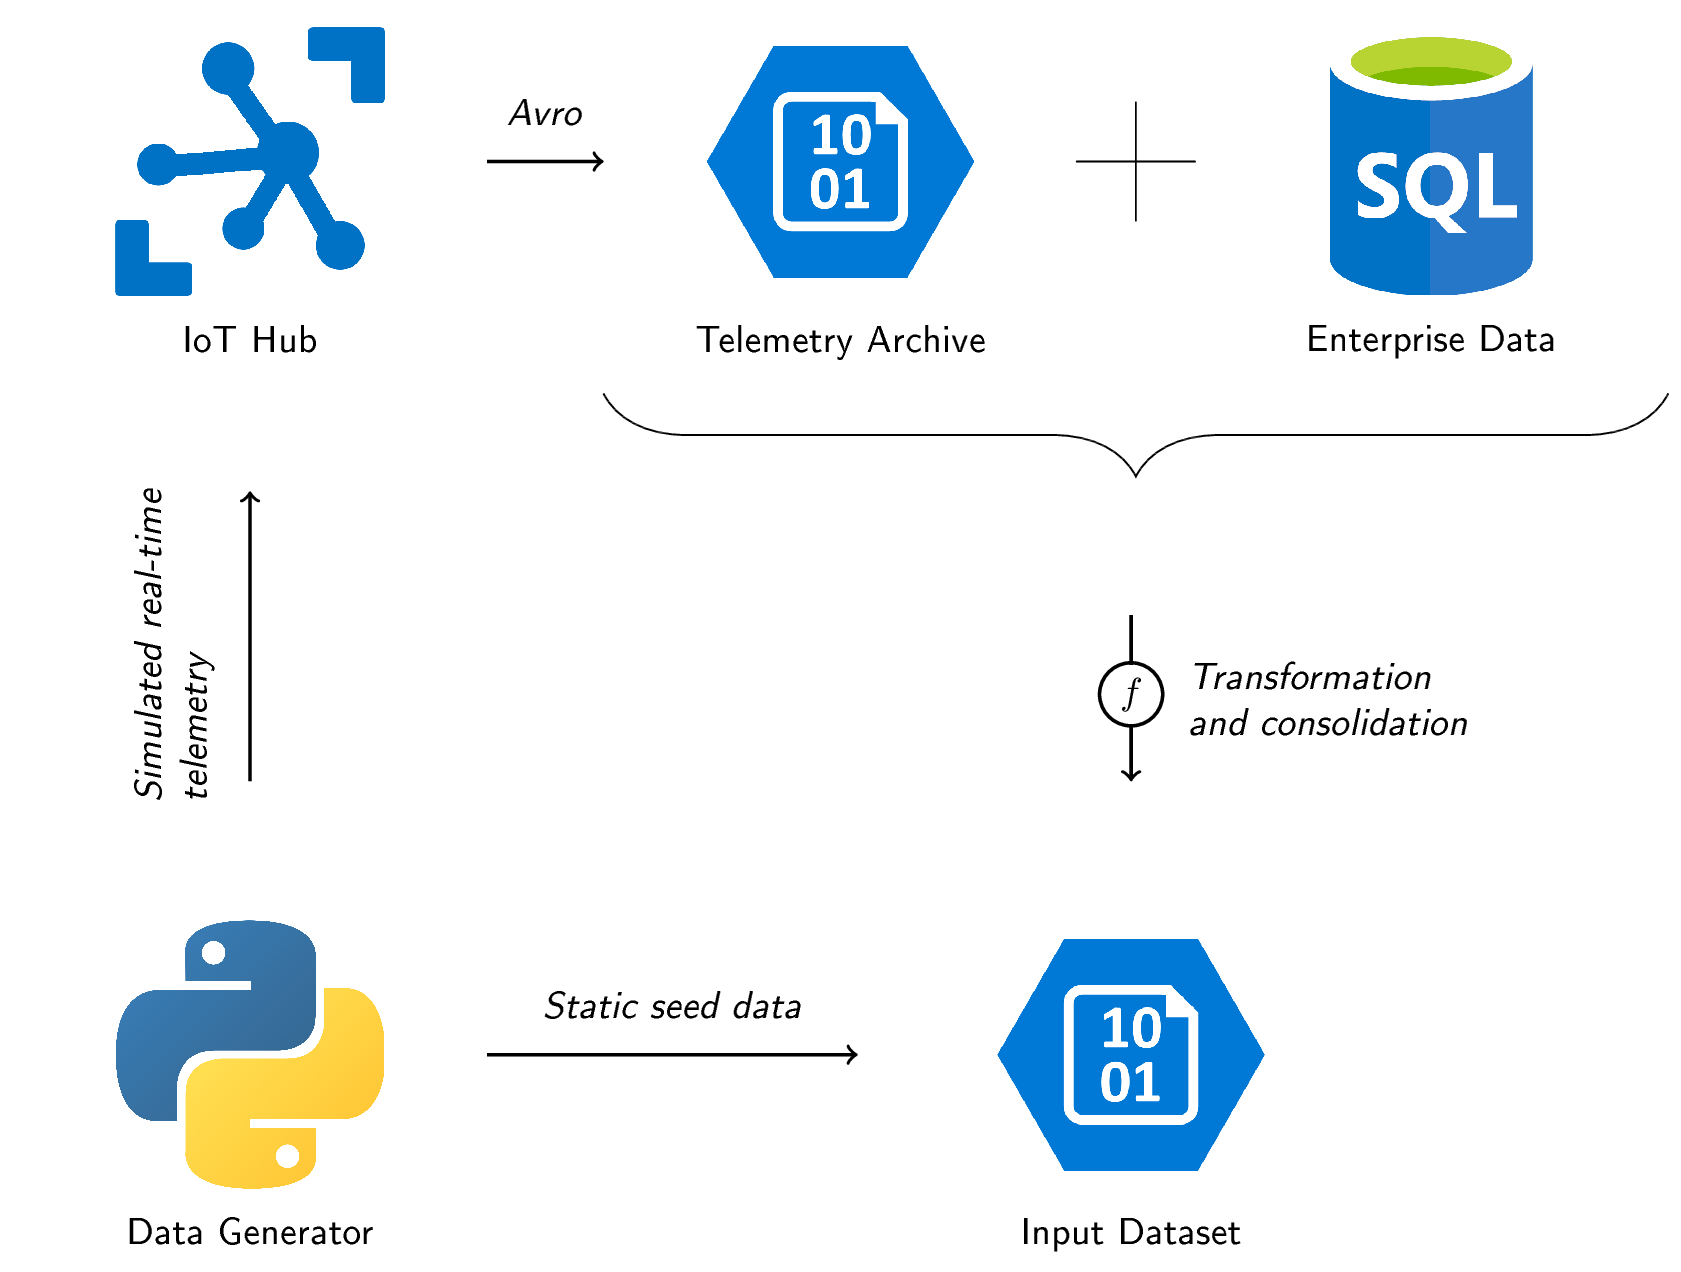 Avro
10
01
SQL
IoT Hub
Telemetry Archive
Enterprise Data
Simulated real-time
telemetry
f
Transformation
and consolidation
Static seed data
10
01
Data Generator
Input Dataset